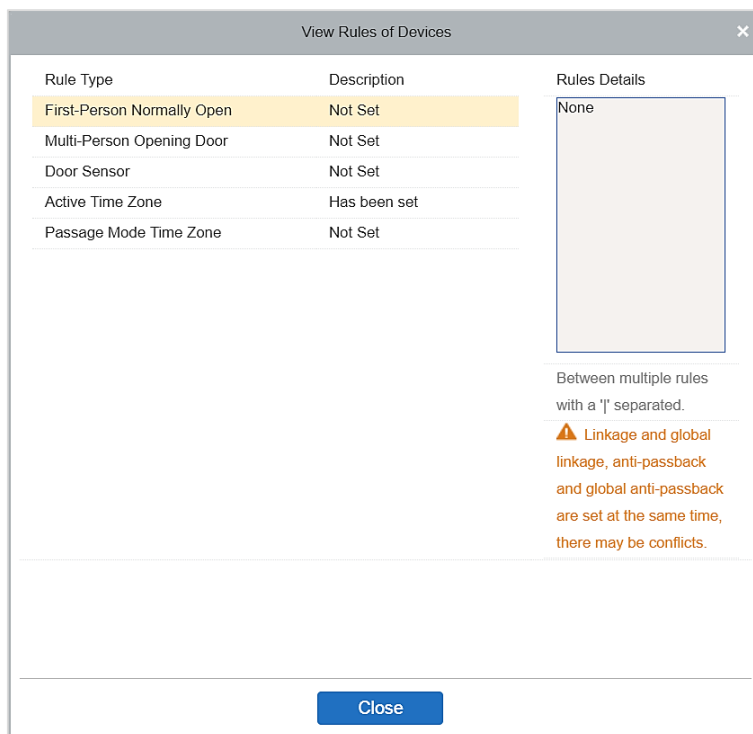 View Rules of Devices
×
Rule Type Description Rules Details
First-Person Normally Open Not Set None
Multi-Person Opening Door Not Set
Door Sensor Not Set
Active Time Zone Has been set
Passage Mode Time Zone Not Set
Between multiple rules
with a '|' separated.
Linkage and global
linkage, anti-passback
and global anti-passback
are set at the same time,
there may be conflicts.
Close